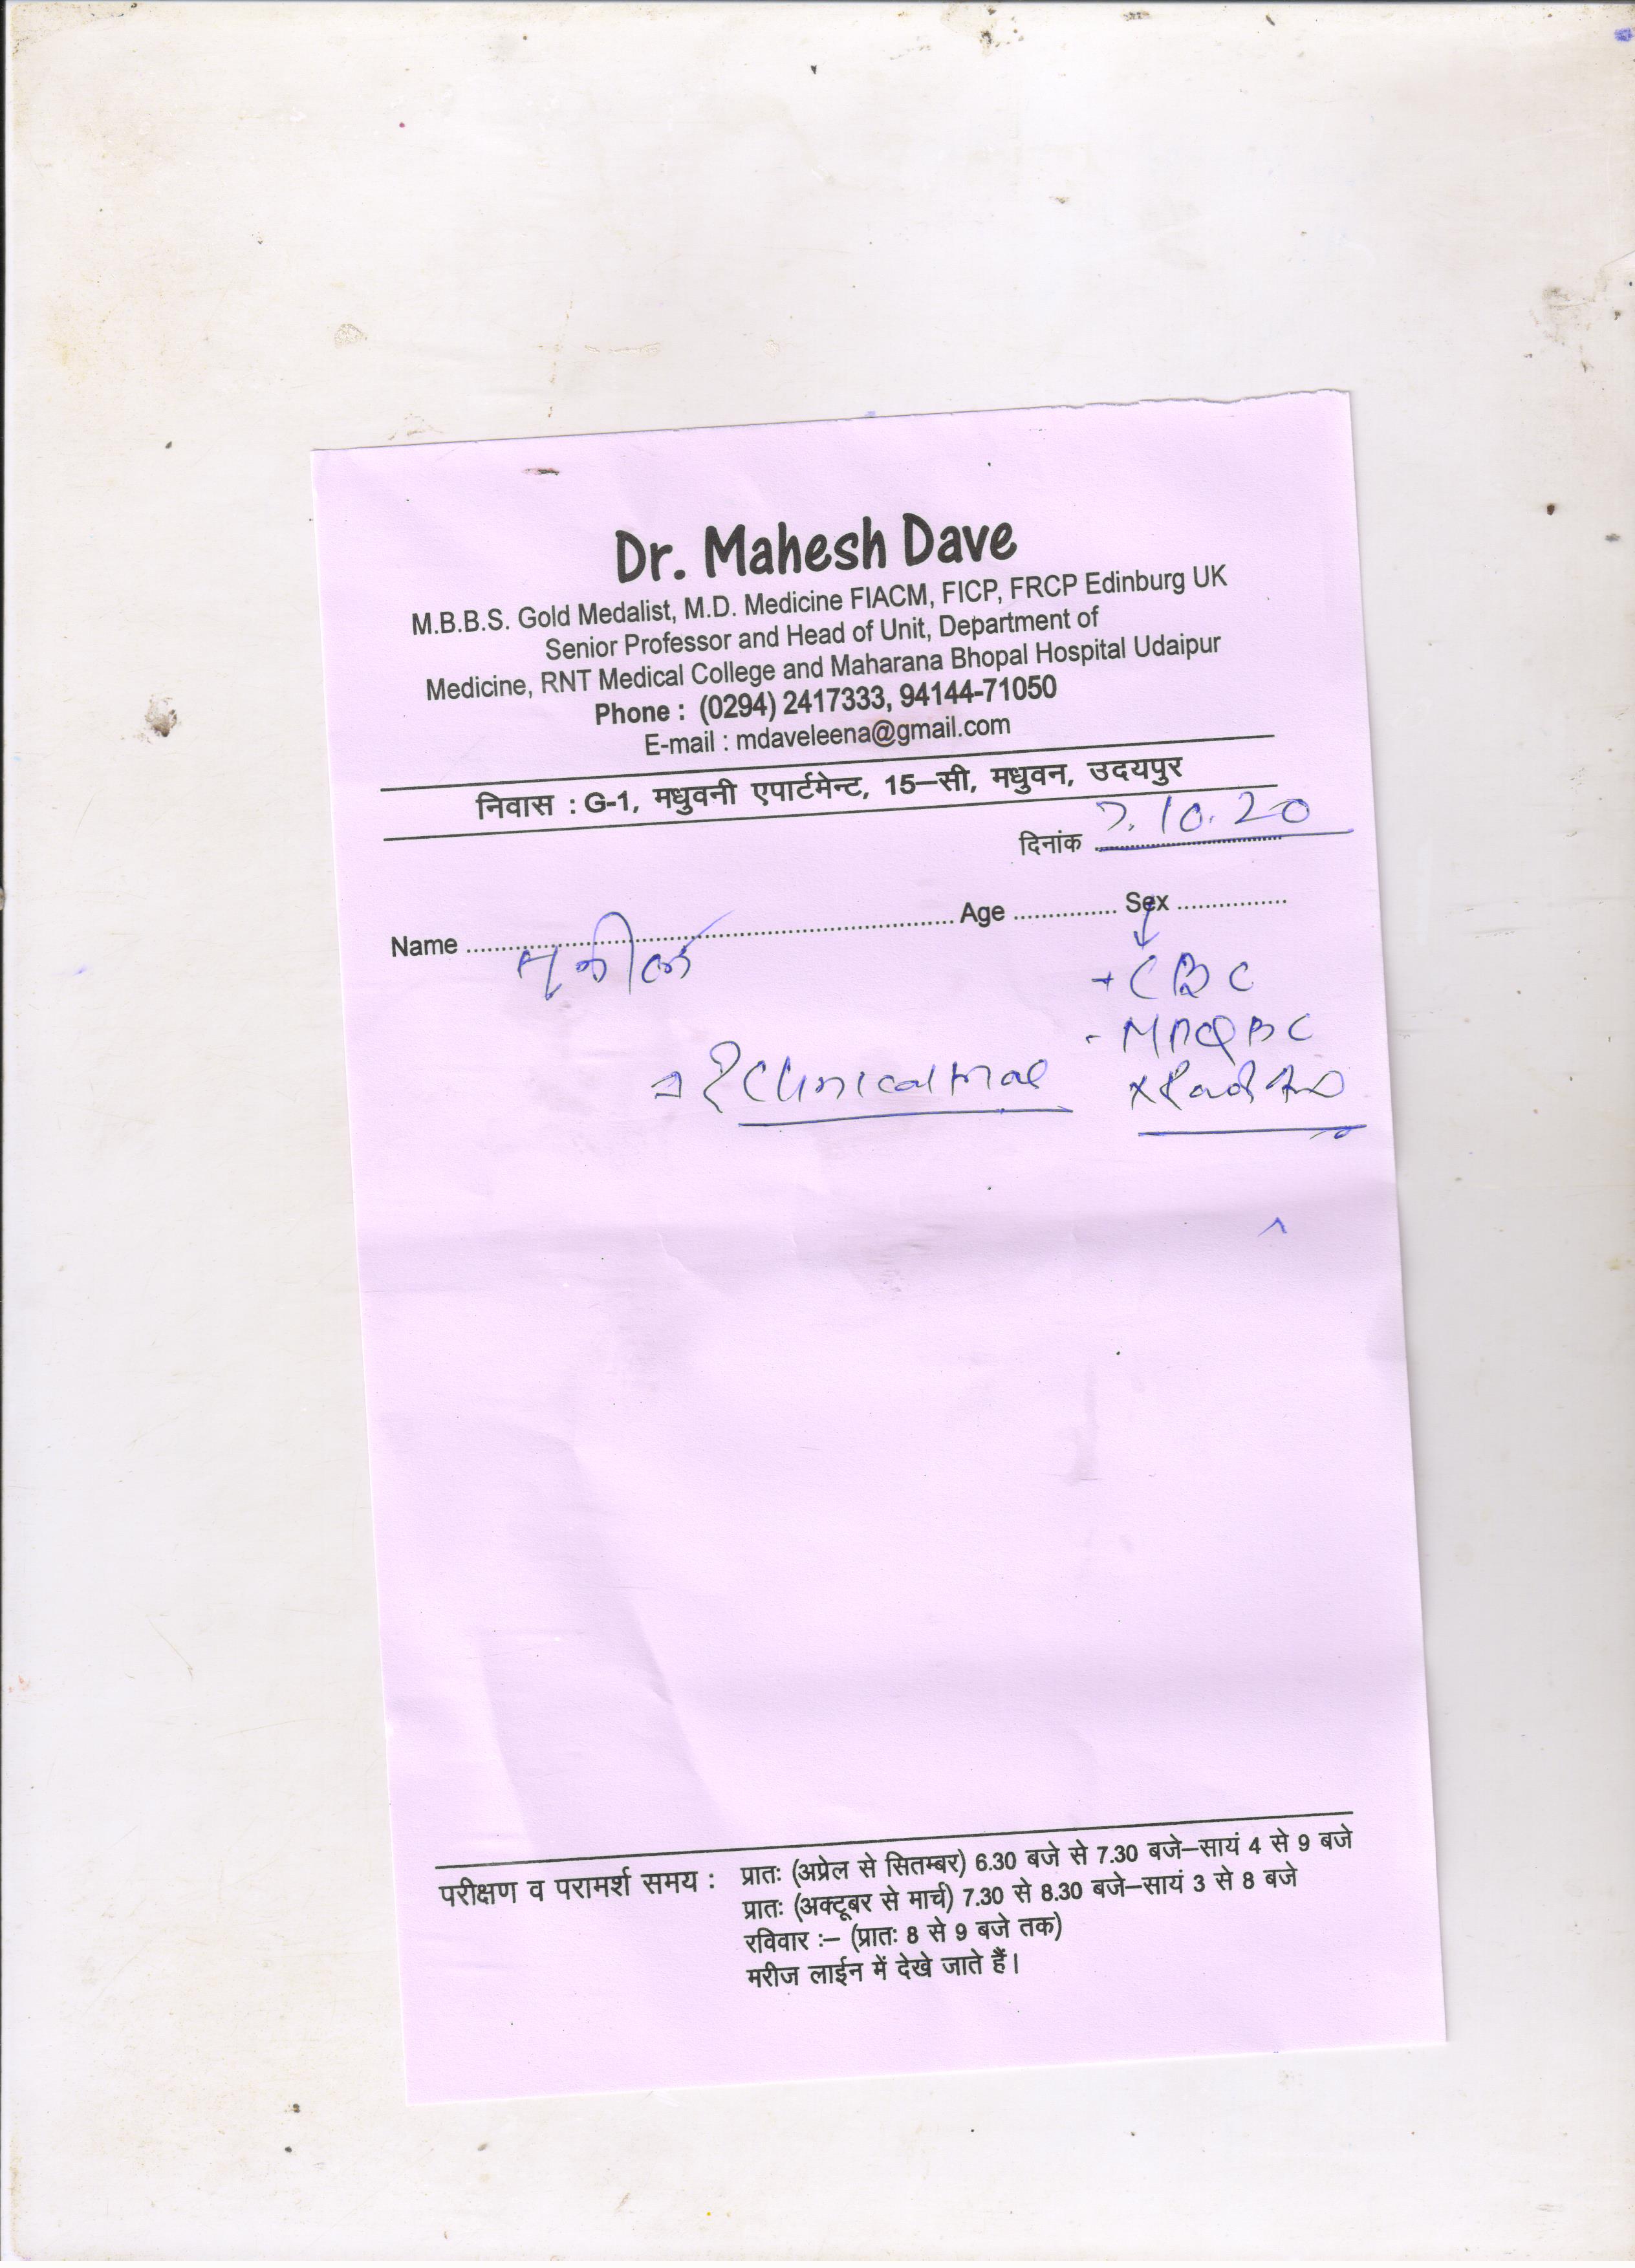 Dr. Mahesh Dave
M.B.B.S. Gold Medalist, M.D. Medicine FIACM, FICP, FRCP Edinburg UK
Senior Professor and Head of Unit, Department of
Medicine, RNT Medical College and Maharana Bhopal Hospital Udaipur
Phone : (0294) 2417333, 94144-71050
E-mail : mdaveleena@gmail.com
निवास : G-1, मधुवनी एपार्टमेन्ट, 15–सी, मधुवन, उदयपुर
दिनांक 7.10.20
Name Age Sex
CBC
? Clinical
परीक्षण व परामर्श समय : प्रातः (अप्रेल से सितम्बर) 6.30 बजे से 7.30 बजे–सायं 4 से 9 बजे
प्रातः (अक्टूबर से मार्च) 7.30 से 8.30 बजे–सायं 3 से 8 बजे
रविवार :– (प्रातः 8 से 9 बजे तक)
मरीज लाईन में देखे जाते हैं।